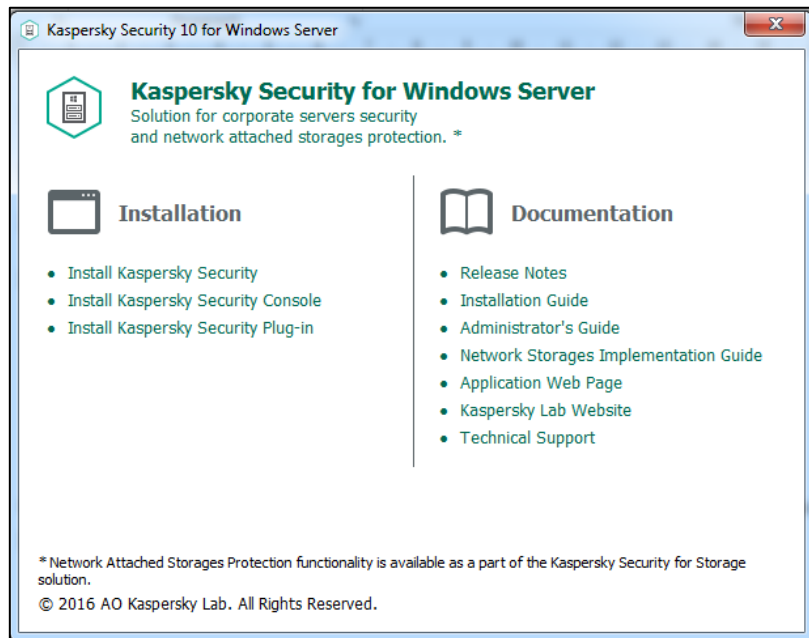 Kaspersky Security 10 for Windows Server
Kaspersky Security for Windows Server
Solution for corporate servers security
and network attached storages protection. *
Installation
• Install Kaspersky Security
• Install Kaspersky Security Console
• Install Kaspersky Security Plug-in
Documentation
• Release Notes
• Installation Guide
• Administrator's Guide
• Network Storages Implementation Guide
• Application Web Page
• Kaspersky Lab Website
• Technical Support
* Network Attached Storages Protection functionality is available as a part of the Kaspersky Security for Storage
solution.
© 2016 AO Kaspersky Lab. All Rights Reserved.